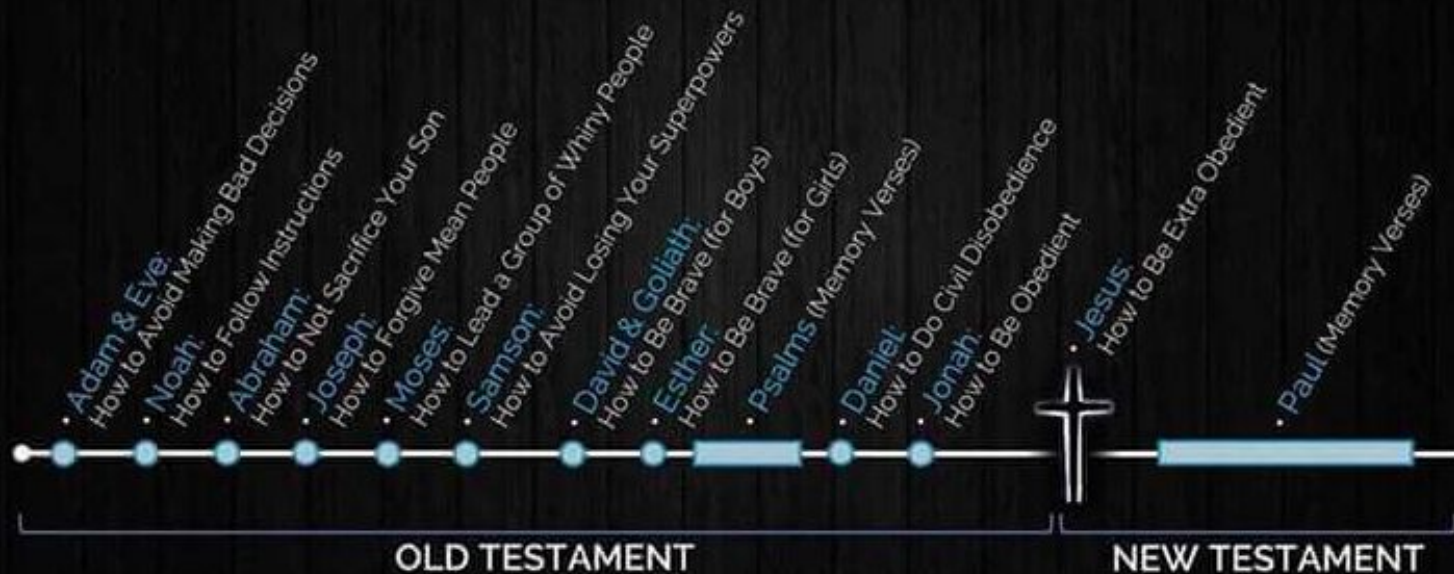 Adam & Eve:
How to Avoid Making Bad Decisions
Noah:
How to Follow Instructions
Abraham:
How to Not Sacrifice Your Son
Joseph:
How to Forgive Mean People
Moses:
How to Lead a Group of Whiny People
Samson:
How to Avoid Losing Your Superpowers
David & Goliath:
How to Be Brave (for Boys)
Esther:
How to Be Brave (for Girls)
Psalms (Memory Verses)
Daniel:
How to Do Civil Disobedience
Jonah:
How to Be Obedient
Jesus:
How to Be Extra Obedient
Paul (Memory Verses)
OLD TESTAMENT
NEW TESTAMENT